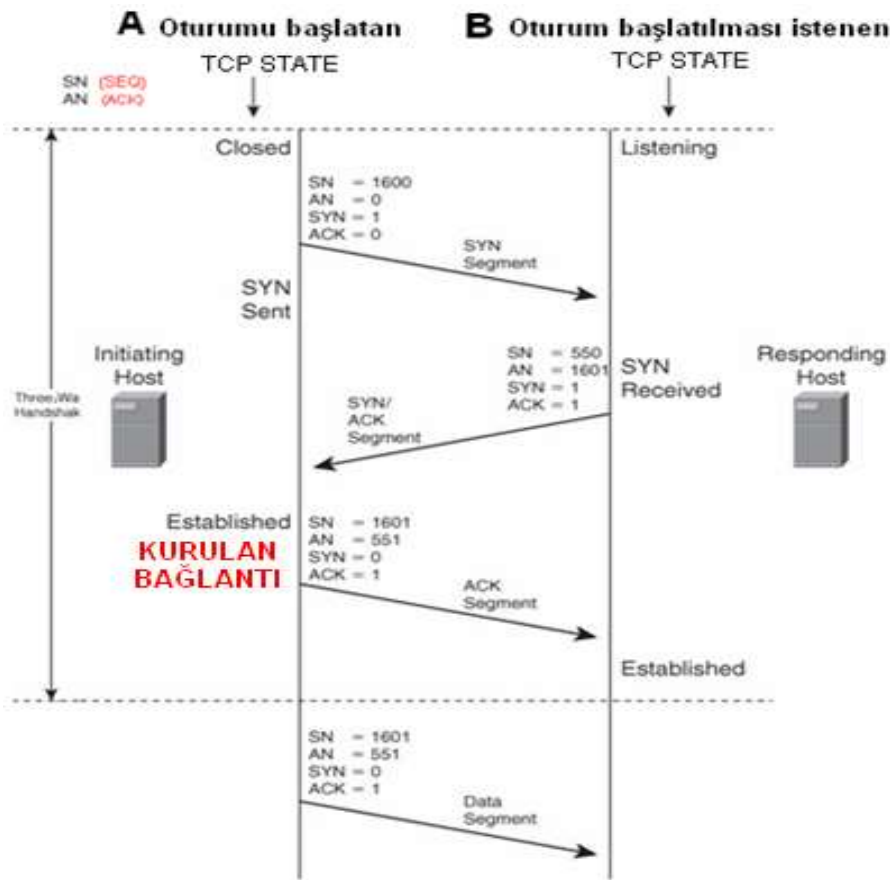 A Oturumu başlatan
B Oturum başlatılması istenen
TCP STATE
TCP STATE
SN (SEQ)
AN (ACK)
Closed
Listening
SN = 1600
AN = 0
SYN = 1
ACK = 0
SYN
Segment
SYN
Sent
Initiating
Host
Three,Wa
Handshak
SN = 550
AN = 1601
SYN = 1
ACK = 1
SYN
Received
Responding
Host
SYN/
ACK
Segment
Established
KURULAN
BAĞLANTI
SN = 1601
AN = 551
SYN = 0
ACK = 1
ACK
Segment
Established
SN = 1601
AN = 551
SYN = 0
ACK = 1
Data
Segment